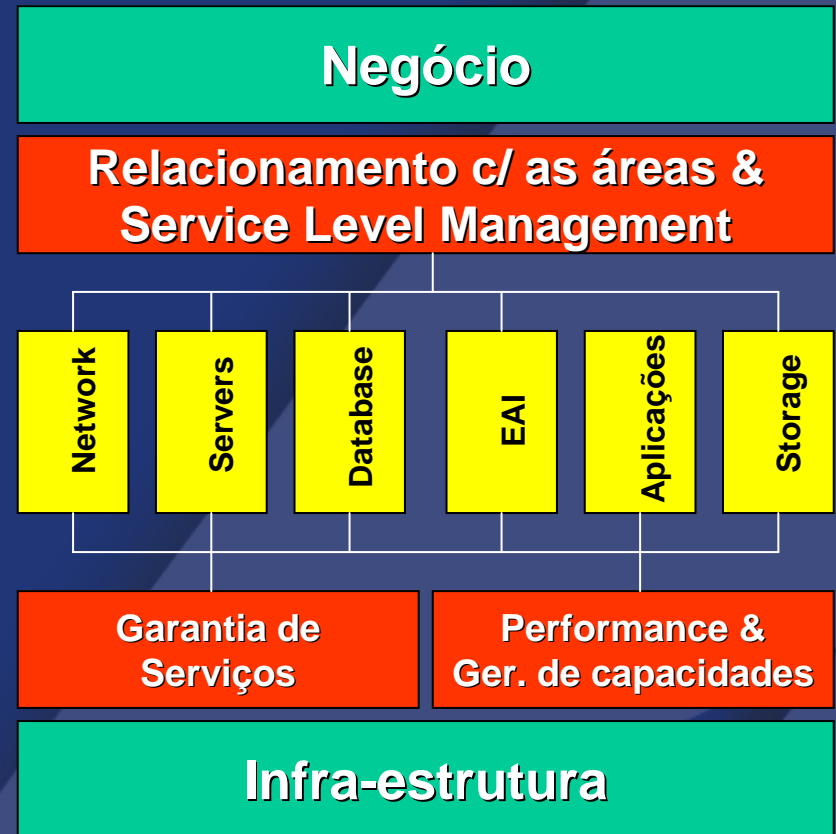 Negócio
Relacionamento c/ as áreas &
Service Level Management
Network
Servers
Database
EAI
Aplicações
Storage
Garantia de
Serviços
Performance &
Ger. de capacidades
Infra-estrutura